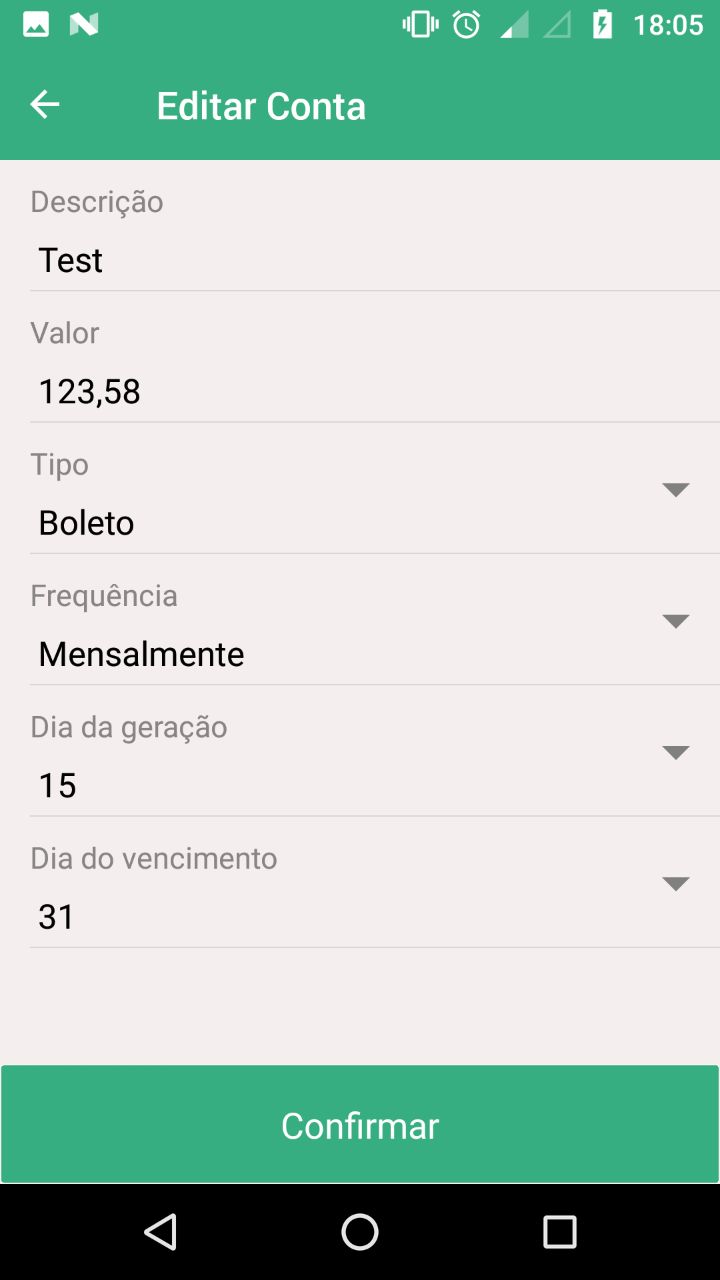 18:05
Editar Conta
Descrição
Test
Valor
123,58
Tipo
Boleto
Frequência
Mensalmente
Dia da geração
15
Dia do vencimento
31
Confirmar